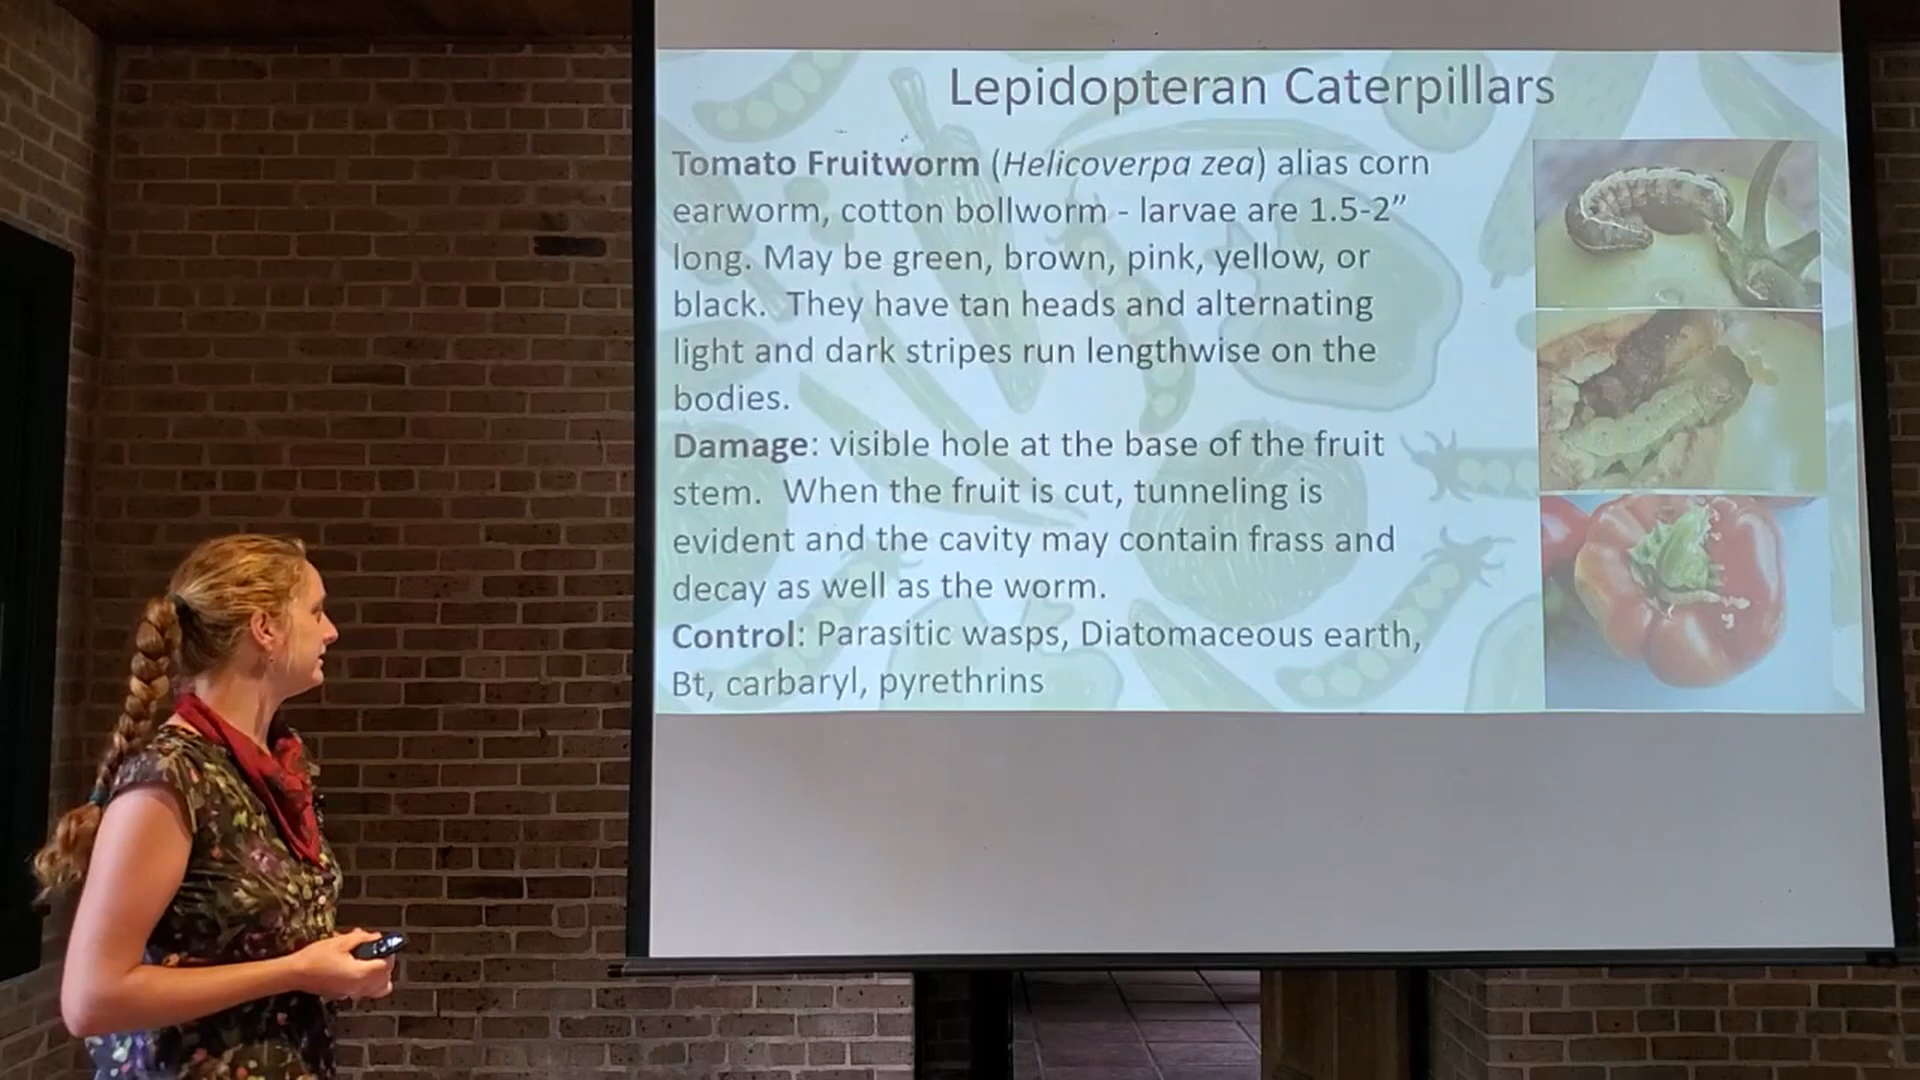 Lepidopteran Caterpillars
Tomato Fruitworm (Helicoverpa zea) alias corn
earworm, cotton bollworm - larvae are 1.5-2”
long. May be green, brown, pink, yellow, or
black.  They have tan heads and alternating
light and dark stripes run lengthwise on the
bodies.
Damage: visible hole at the base of the fruit
stem.  When the fruit is cut, tunneling is
evident and the cavity may contain frass and
decay as well as the worm.
Control: Parasitic wasps, Diatomaceous earth,
Bt, carbaryl, pyrethrins